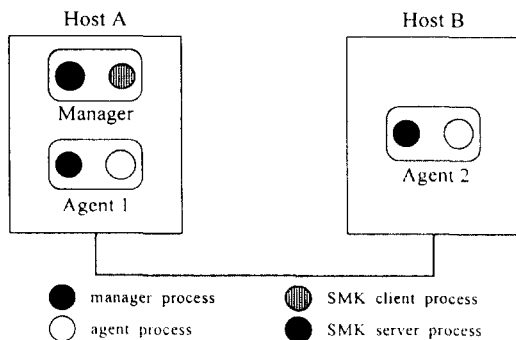 Host A
Host B
Manager
Agent 1
Agent 2
manager process
SMK client process
agent process
SMK server process